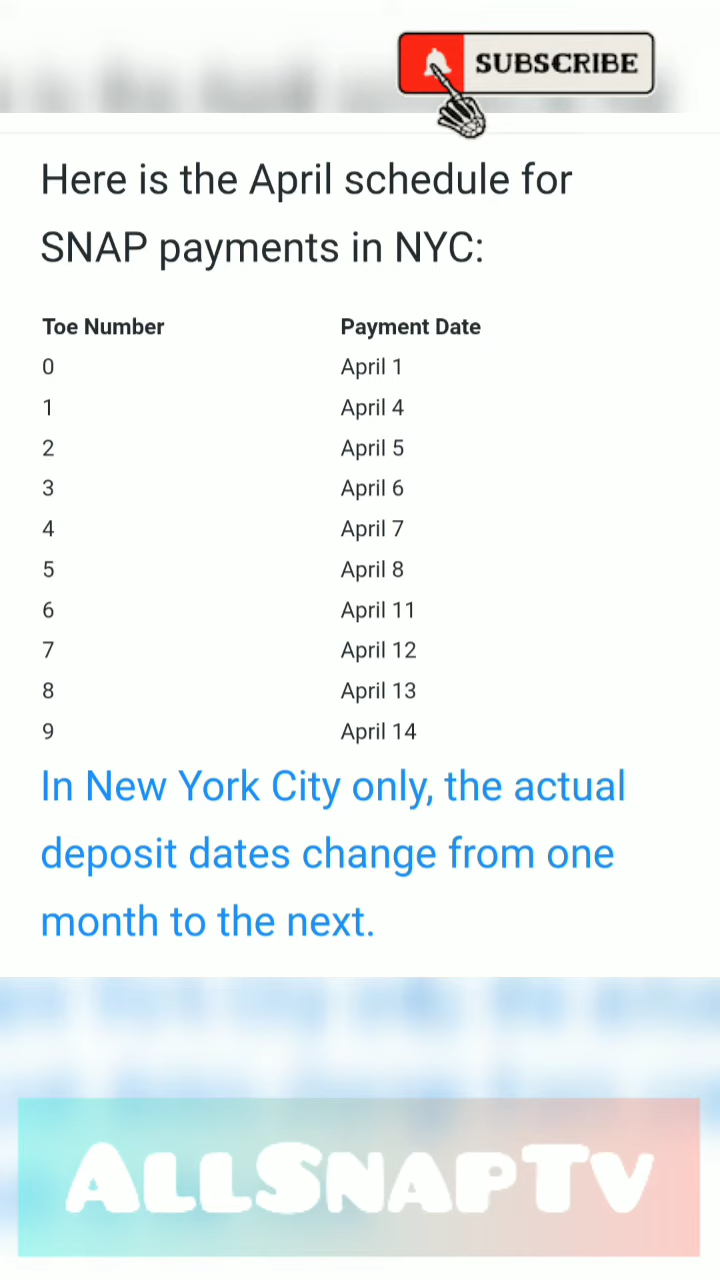 SUBSCRIBE
Here is the April schedule for
SNAP payments in NYC:
Toe Number Payment Date
0 April 1
1 April 4
2 April 5
3 April 6
4 April 7
5 April 8
6 April 11
7 April 12
8 April 13
9 April 14
In New York City only, the actual
deposit dates change from one
month to the next.
ALLSNAPTV